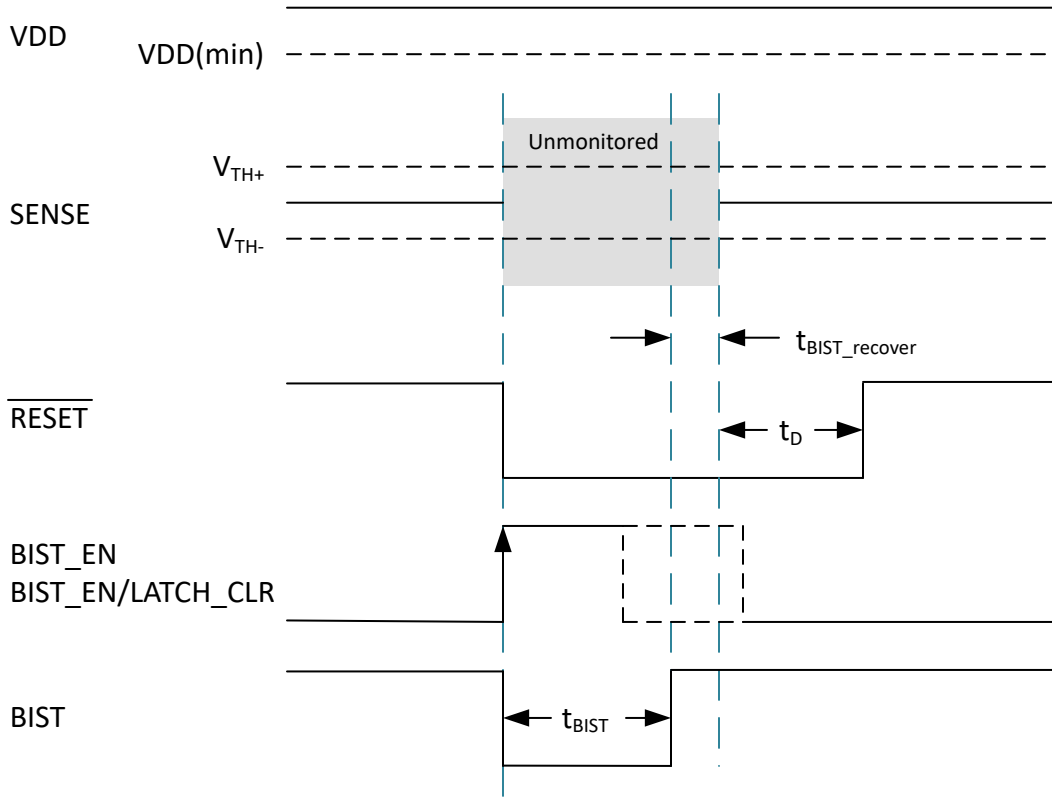 VDD
VDD(min)
Unmonitored
VTH+
SENSE
VTH-
tBIST_recover
RESET
tD
BIST_EN
BIST_EN/LATCH_CLR
BIST
tBIST